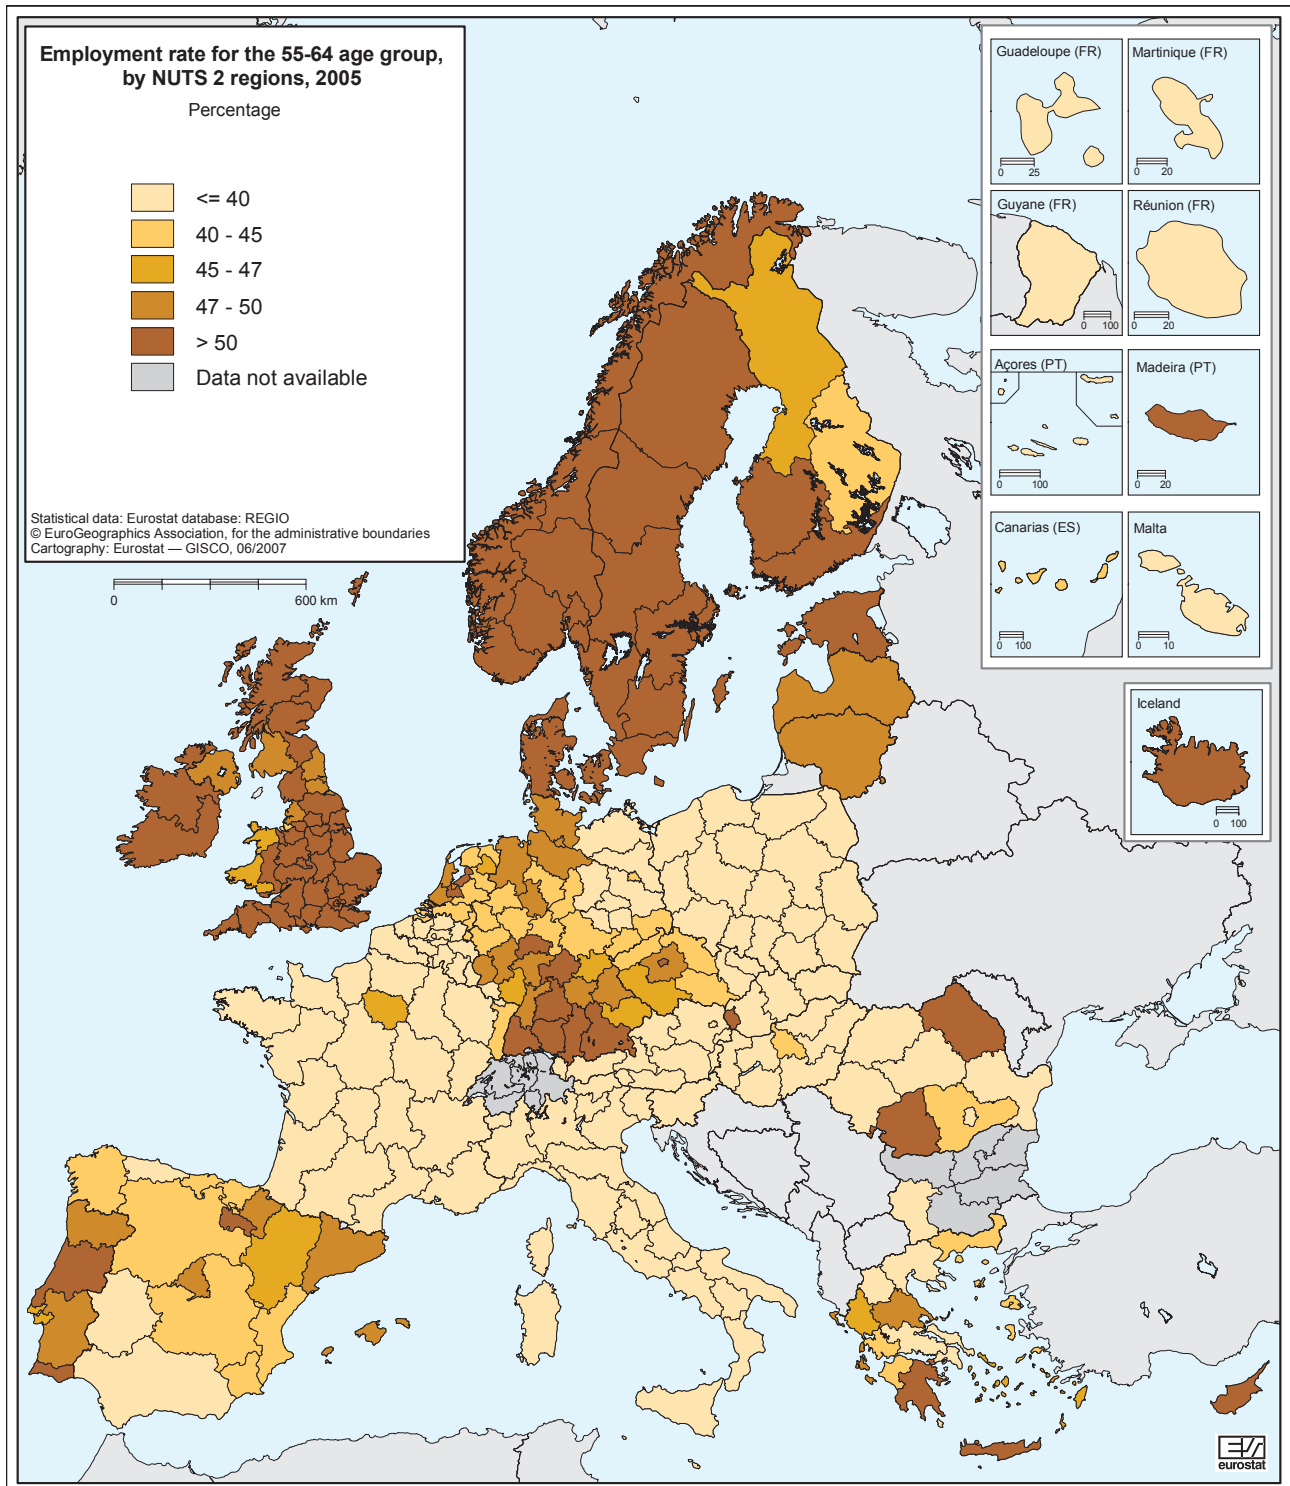 Employment rate for the 55-64 age group,
by NUTS 2 regions, 2005
Percentage
<= 40
40 - 45
45 - 47
47 - 50
> 50
Data not available
Statistical data: Eurostat database: REGIO
© EuroGeographics Association, for the administrative boundaries
Cartography: Eurostat — GISCO, 06/2007
0 600 km
Guadeloupe (FR)
0 25
Martinique (FR)
0 20
Guyane (FR)
0 100
Réunion (FR)
0 20
Açores (PT)
0 100
Madeira (PT)
0 20
Canarias (ES)
0 100
Malta
0 10
Iceland
0 100
eurostat